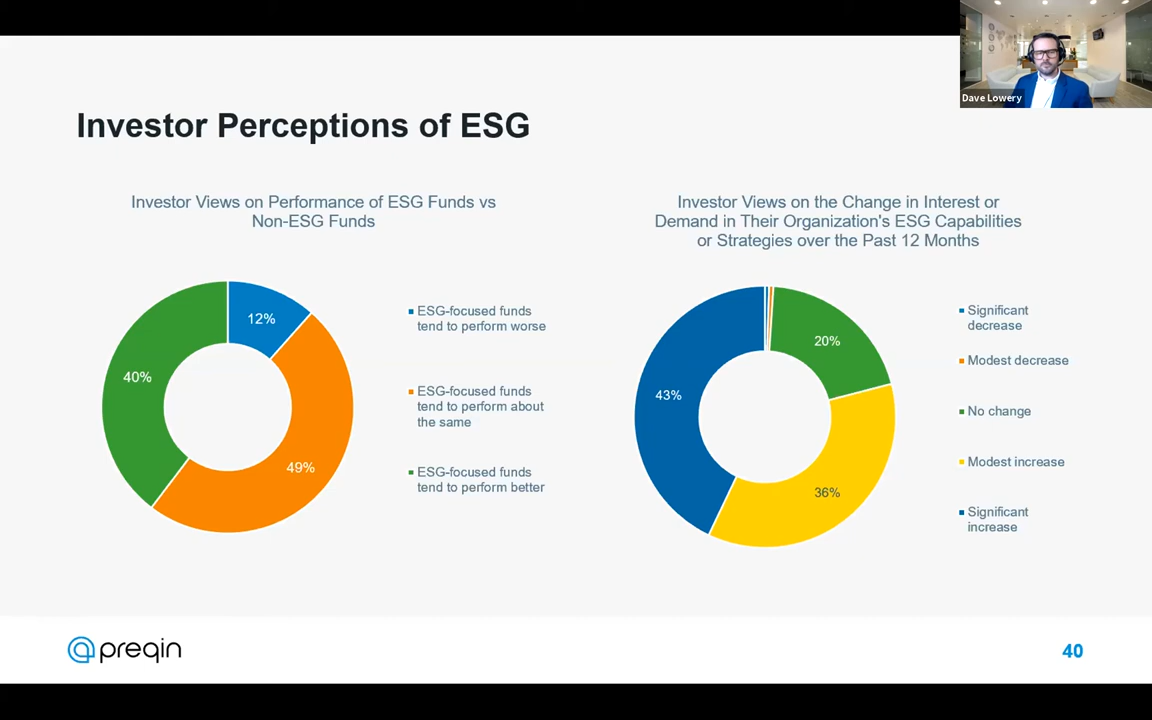 Dave Lowery
Investor Perceptions of ESG
Investor Views on Performance of ESG Funds vs
Non-ESG Funds
12%
40%
49%
ESG-focused funds
tend to perform worse
ESG-focused funds
tend to perform about
the same
ESG-focused funds
tend to perform better
Investor Views on the Change in Interest or
Demand in Their Organization's ESG Capabilities
or Strategies over the Past 12 Months
20%
43%
36%
Significant
decrease
Modest decrease
No change
Modest increase
Significant
increase
preqin
40